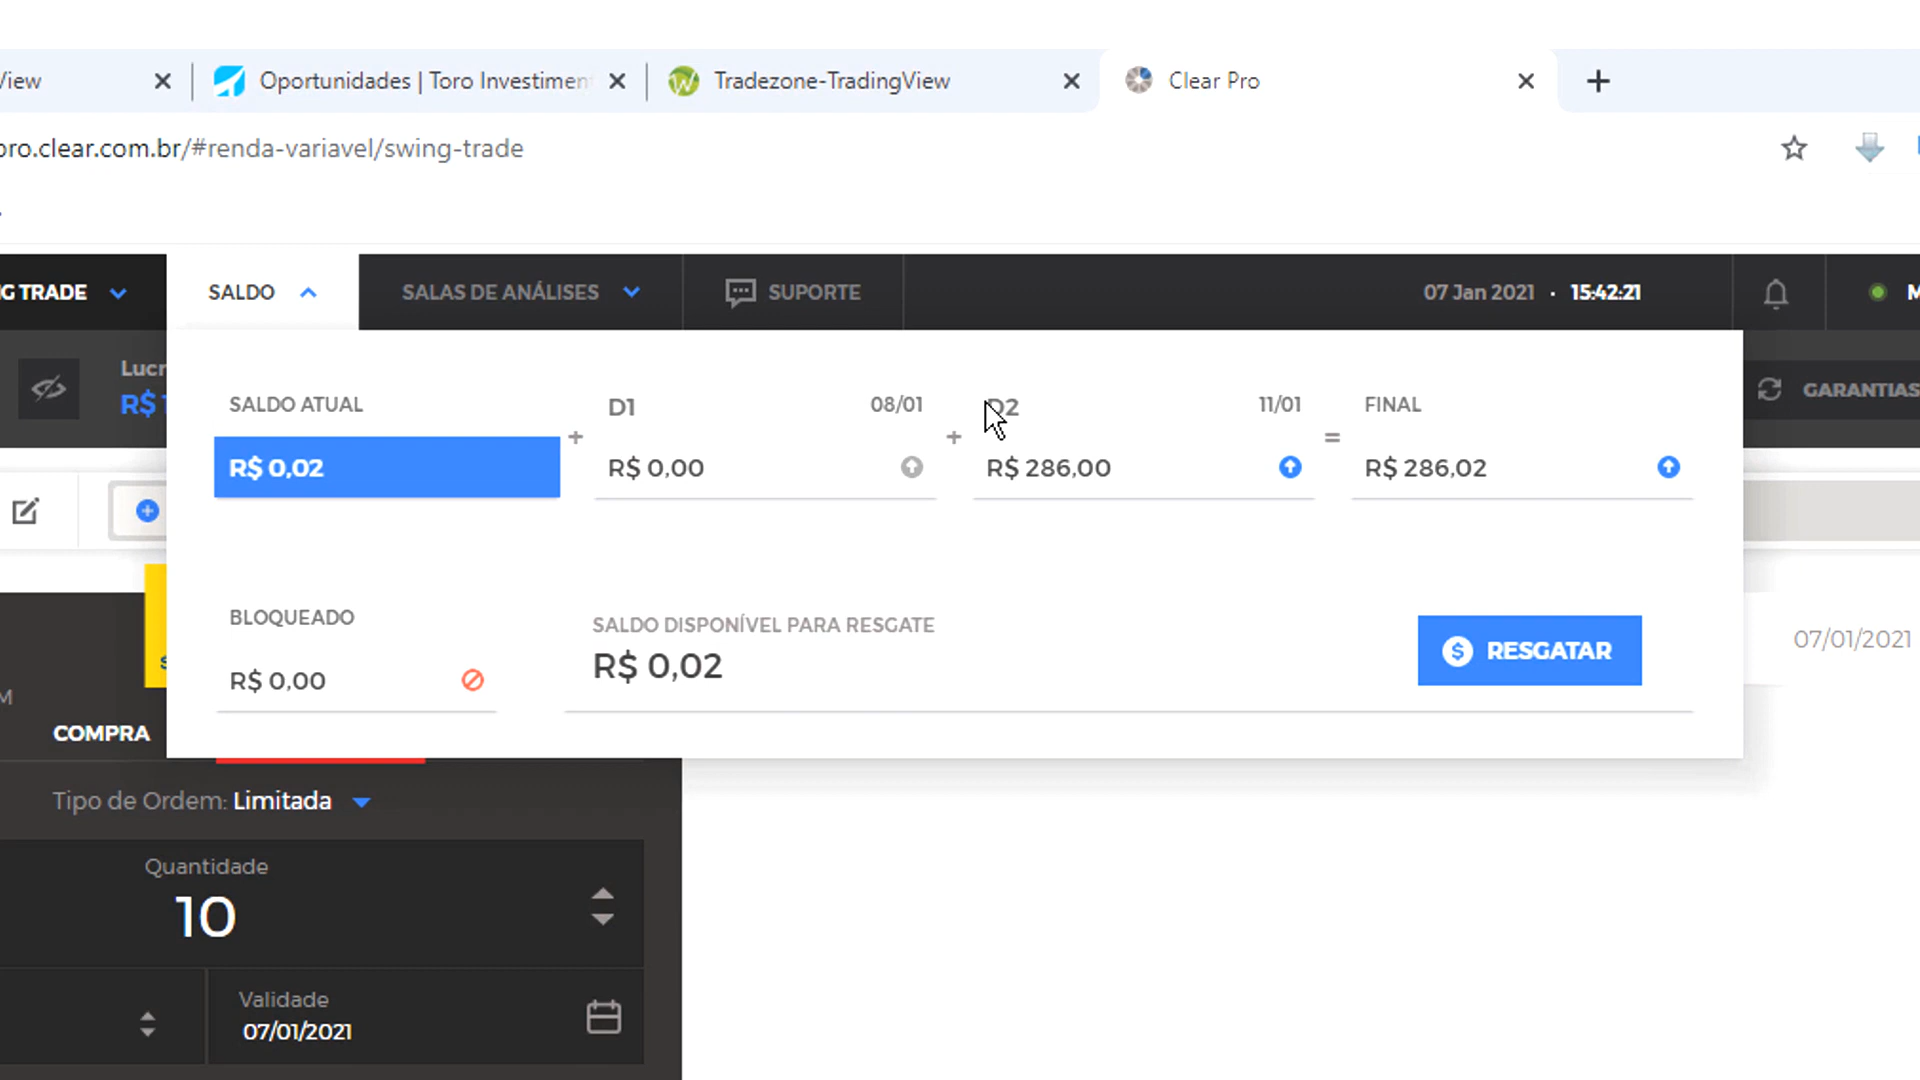 View
Oportunidades | Toro Investimen
Tradezone-TradingView
Clear Pro
pro.clear.com.br/#renda-variavel/swing-trade
G TRADE
SALDO
SALAS DE ANÁLISES
SUPORTE
07 Jan 2021 · 15:42:21
M
Lucr
R$ 1
GARANTIAS
SALDO ATUAL
R$ 0,02
+
D1 08/01
R$ 0,00
+
D2 11/01
R$ 286,00
=
FINAL
R$ 286,02
BLOQUEADO
R$ 0,00
SALDO DISPONÍVEL PARA RESGATE
R$ 0,02
$ RESGATAR
07/01/2021
M
COMPRA
Tipo de Ordem: Limitada
Quantidade
10
Validade
07/01/2021